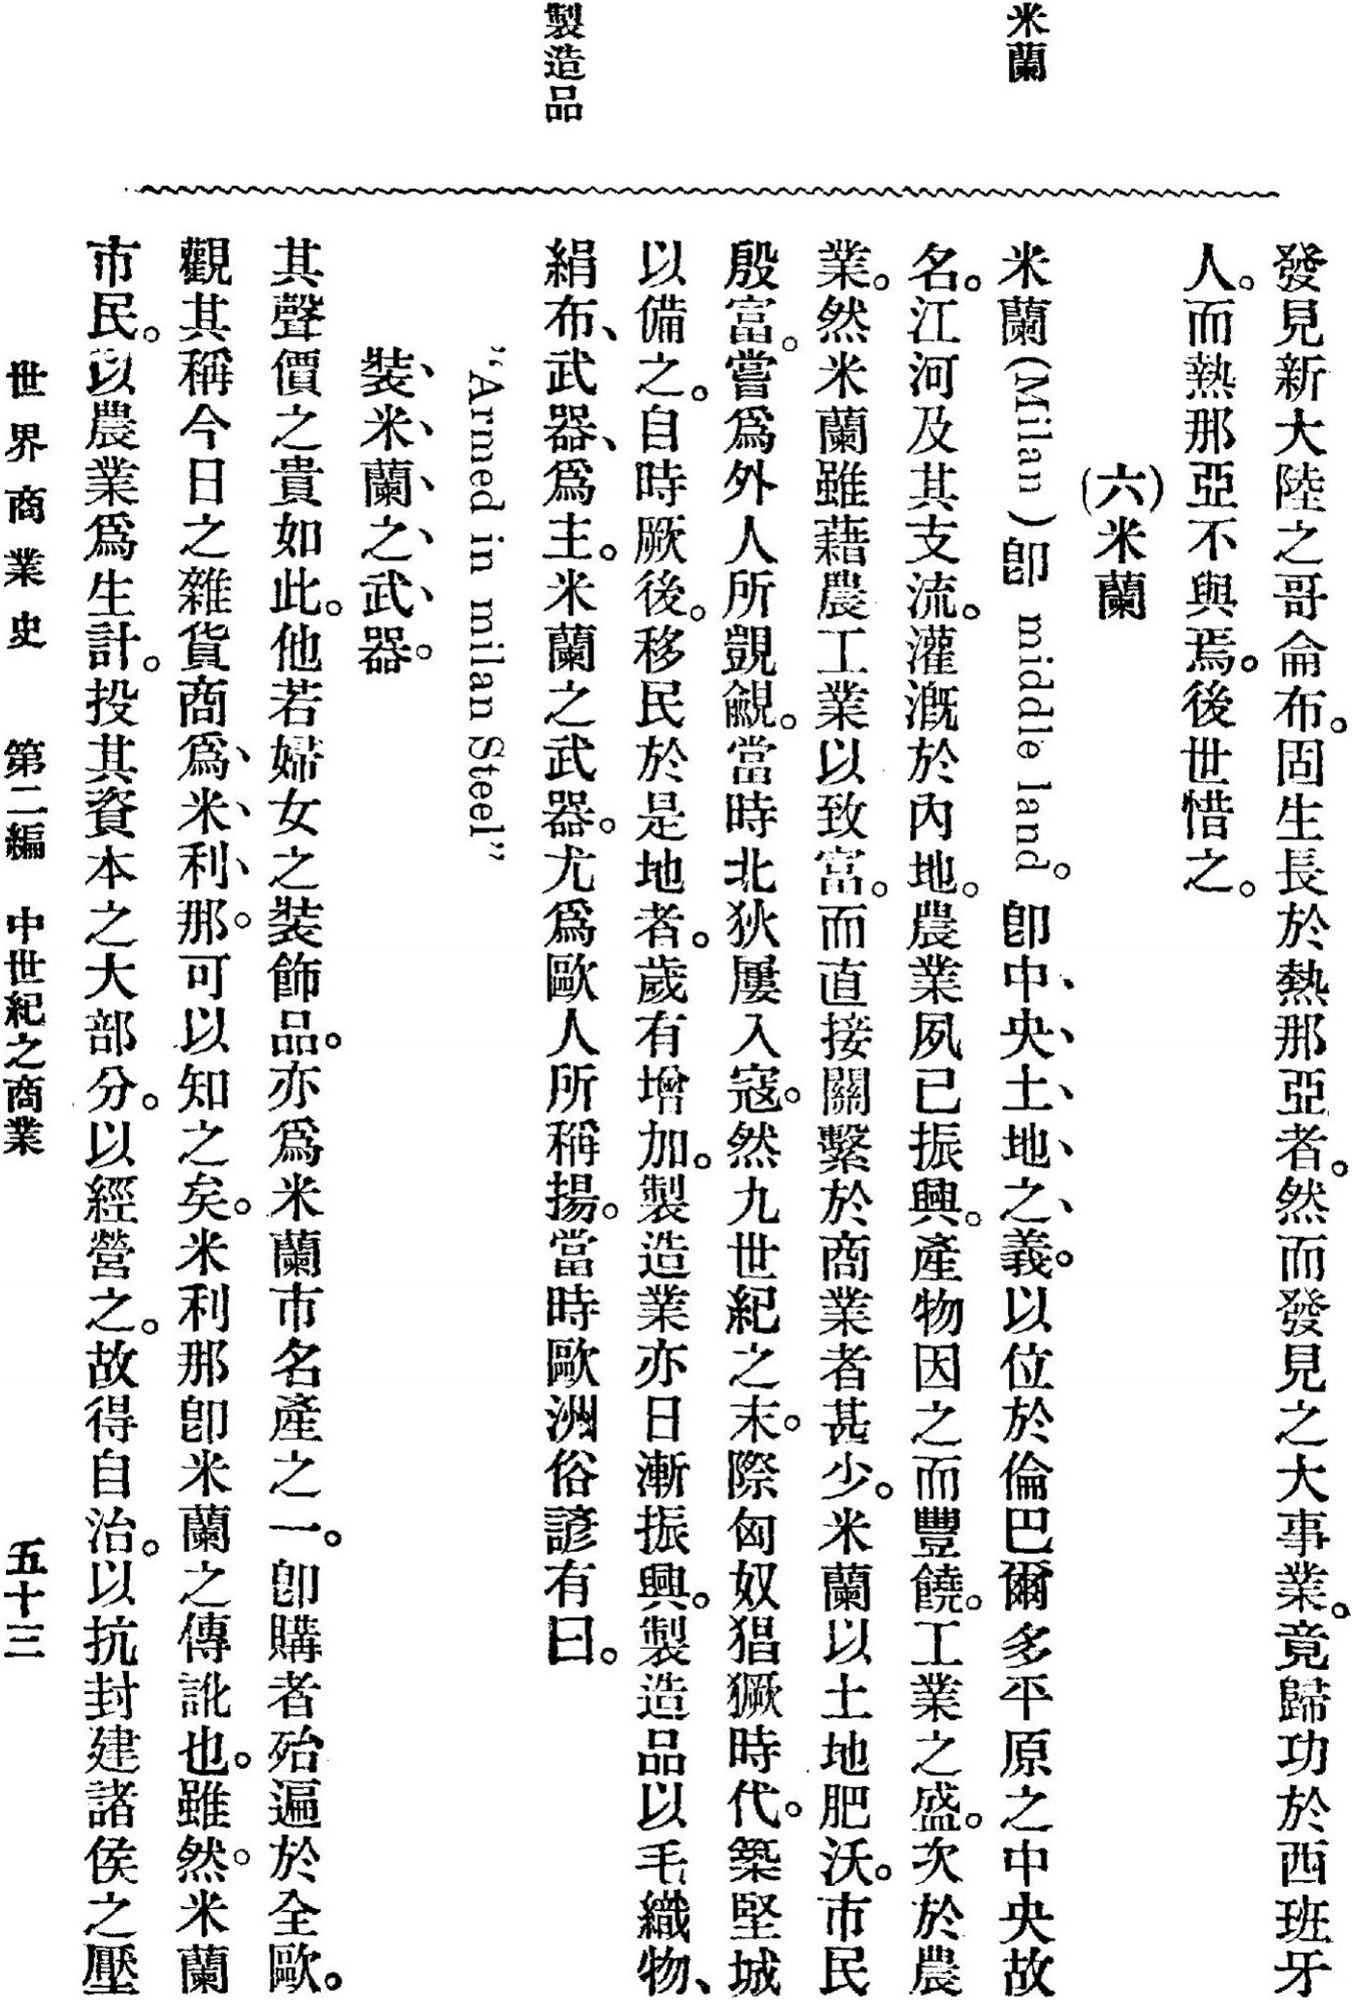 米蘭
製造品
發見新大陸之哥侖布。固生長於熱那亞者。然而發見之大事業。竟歸功於西班牙
人。而熱那亞不與焉。後世惜之。
(六)米蘭
米蘭(Milan)卽 middle land。卽中、央、土、地、之、義。以位於倫巴爾多平原之中央故
名。江河及其支流。灌漑於內地。農業夙已振興。產物因之而豐饒。工業之盛。次於農
業。然米蘭雖藉農工業以致富。而直接關繫於商業者甚少。米蘭以土地肥沃。市民
殷富。嘗爲外人所覬覦。當時北狄屢入寇。然九世紀之末。際匈奴猖獗時代。築堅城
以備之。自時厥後。移民於是地者。歲有增加。製造業亦日漸振興。製造品以毛織物、
絹布、武器、爲主。米蘭之武器。尤爲歐人所稱揚。當時歐洲俗諺有曰。
“Armed in milan Steel”
裝、米、蘭、之、武、器。
其聲價之貴如此。他若婦女之裝飾品。亦爲米蘭市名產之一。卽購者殆遍於全歐。
觀其稱今日之雜貨商爲、米、利、那。可以知之矣。米利那卽米蘭之傳訛也。雖然。米蘭
市民。以農業爲生計。投其資本之大部分。以經營之。故得自治。以抗封建諸侯之壓
世界商業史 第二編 中世紀之商業 五十三